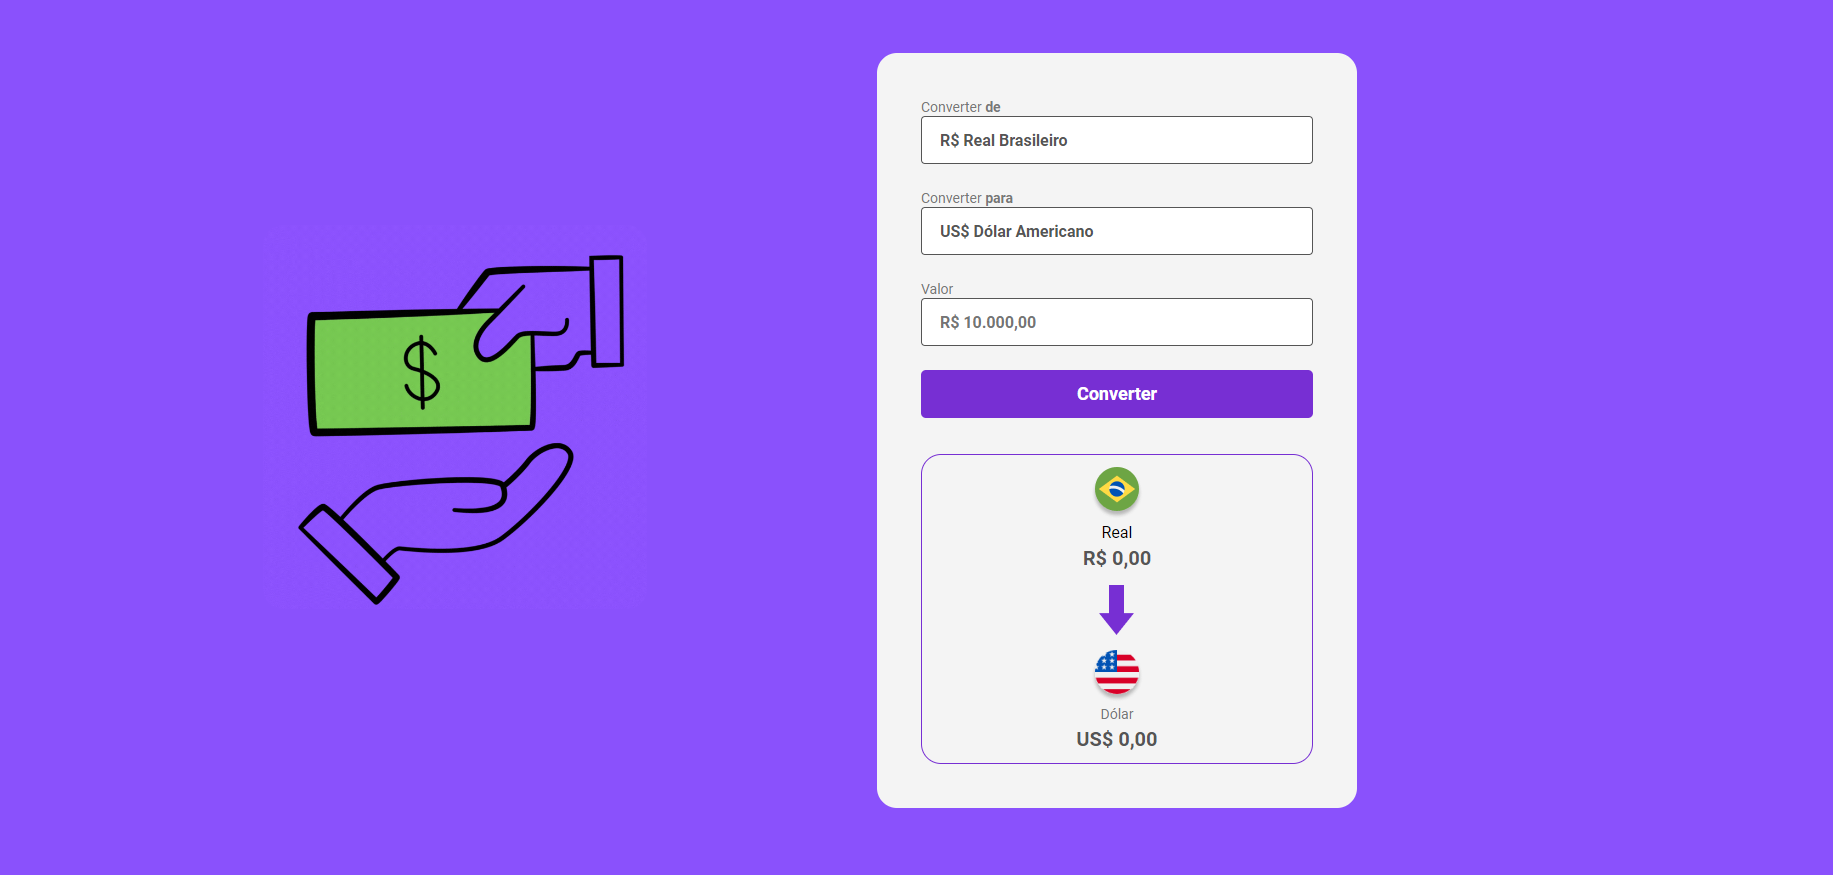 Converter de
R$ Real Brasileiro
Converter para
US$ Dólar Americano
Valor
R$ 10.000,00
Converter
Real
R$ 0,00
Dólar
US$ 0,00
$